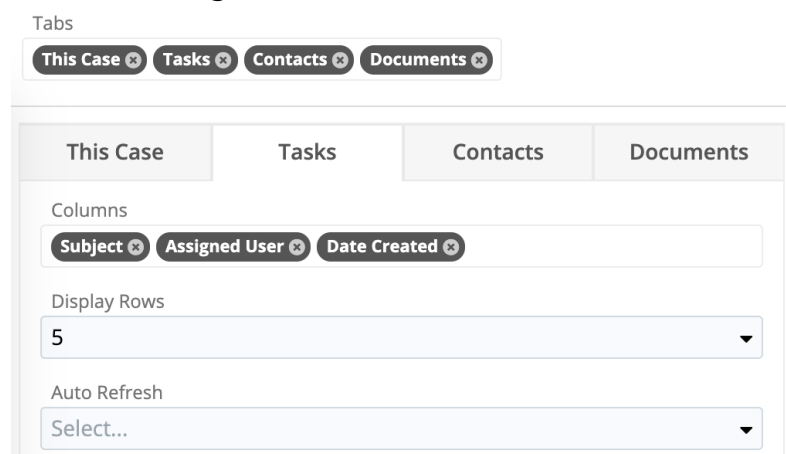 Tabs
This Case Tasks Contacts Documents
This Case Tasks Contacts Documents
Columns
Subject Assigned User Date Created
Display Rows
5
Auto Refresh
Select...